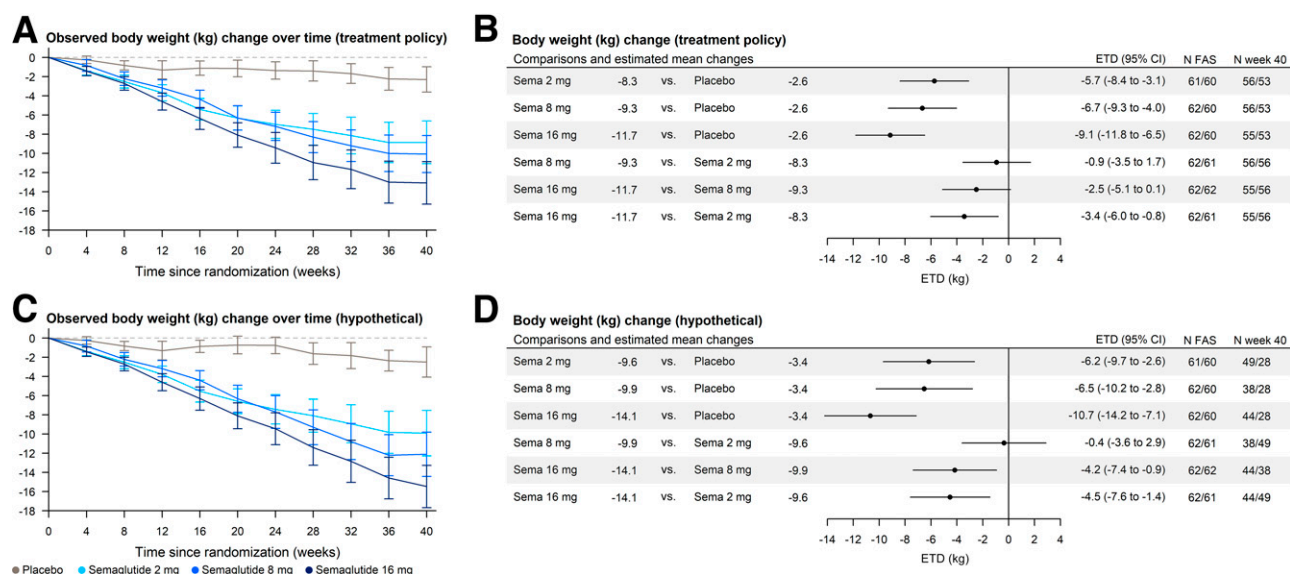 A
Observed body weight (kg) change over time (treatment policy)
0
-2
-4
-6
-8
-10
-12
-14
-16
-18
0 4 8 12 16 20 24 28 32 36 40
Time since randomization (weeks)
B
Body weight (kg) change (treatment policy)
Comparisons and estimated mean changes ETD (95% CI) N FAS N week 40
Sema 2 mg -8.3 vs. Placebo -2.6 -5.7 (-8.4 to -3.1) 61/60 56/53
Sema 8 mg -9.3 vs. Placebo -2.6 -6.7 (-9.3 to -4.0) 62/60 56/53
Sema 16 mg -11.7 vs. Placebo -2.6 -9.1 (-11.8 to -6.5) 62/60 55/53
Sema 8 mg -9.3 vs. Sema 2 mg -8.3 -0.9 (-3.5 to 1.7) 62/61 56/56
Sema 16 mg -11.7 vs. Sema 8 mg -9.3 -2.5 (-5.1 to 0.1) 62/62 55/56
Sema 16 mg -11.7 vs. Sema 2 mg -8.3 -3.4 (-6.0 to -0.8) 62/61 55/56
-14 -12 -10 -8 -6 -4 -2 0 2 4
ETD (kg)
C
Observed body weight (kg) change over time (hypothetical)
0
-2
-4
-6
-8
-10
-12
-14
-16
-18
0 4 8 12 16 20 24 28 32 36 40
Time since randomization (weeks)
Placebo Semaglutide 2 mg Semaglutide 8 mg Semaglutide 16 mg
D
Body weight (kg) change (hypothetical)
Comparisons and estimated mean changes ETD (95% CI) N FAS N week 40
Sema 2 mg -9.6 vs. Placebo -3.4 -6.2 (-9.7 to -2.6) 61/60 49/28
Sema 8 mg -9.9 vs. Placebo -3.4 -6.5 (-10.2 to -2.8) 62/60 38/28
Sema 16 mg -14.1 vs. Placebo -3.4 -10.7 (-14.2 to -7.1) 62/60 44/28
Sema 8 mg -9.9 vs. Sema 2 mg -9.6 -0.4 (-3.6 to 2.9) 62/61 38/49
Sema 16 mg -14.1 vs. Sema 8 mg -9.9 -4.2 (-7.4 to -0.9) 62/62 44/38
Sema 16 mg -14.1 vs. Sema 2 mg -9.6 -4.5 (-7.6 to -1.4) 62/61 44/49
-14 -12 -10 -8 -6 -4 -2 0 2 4
ETD (kg)